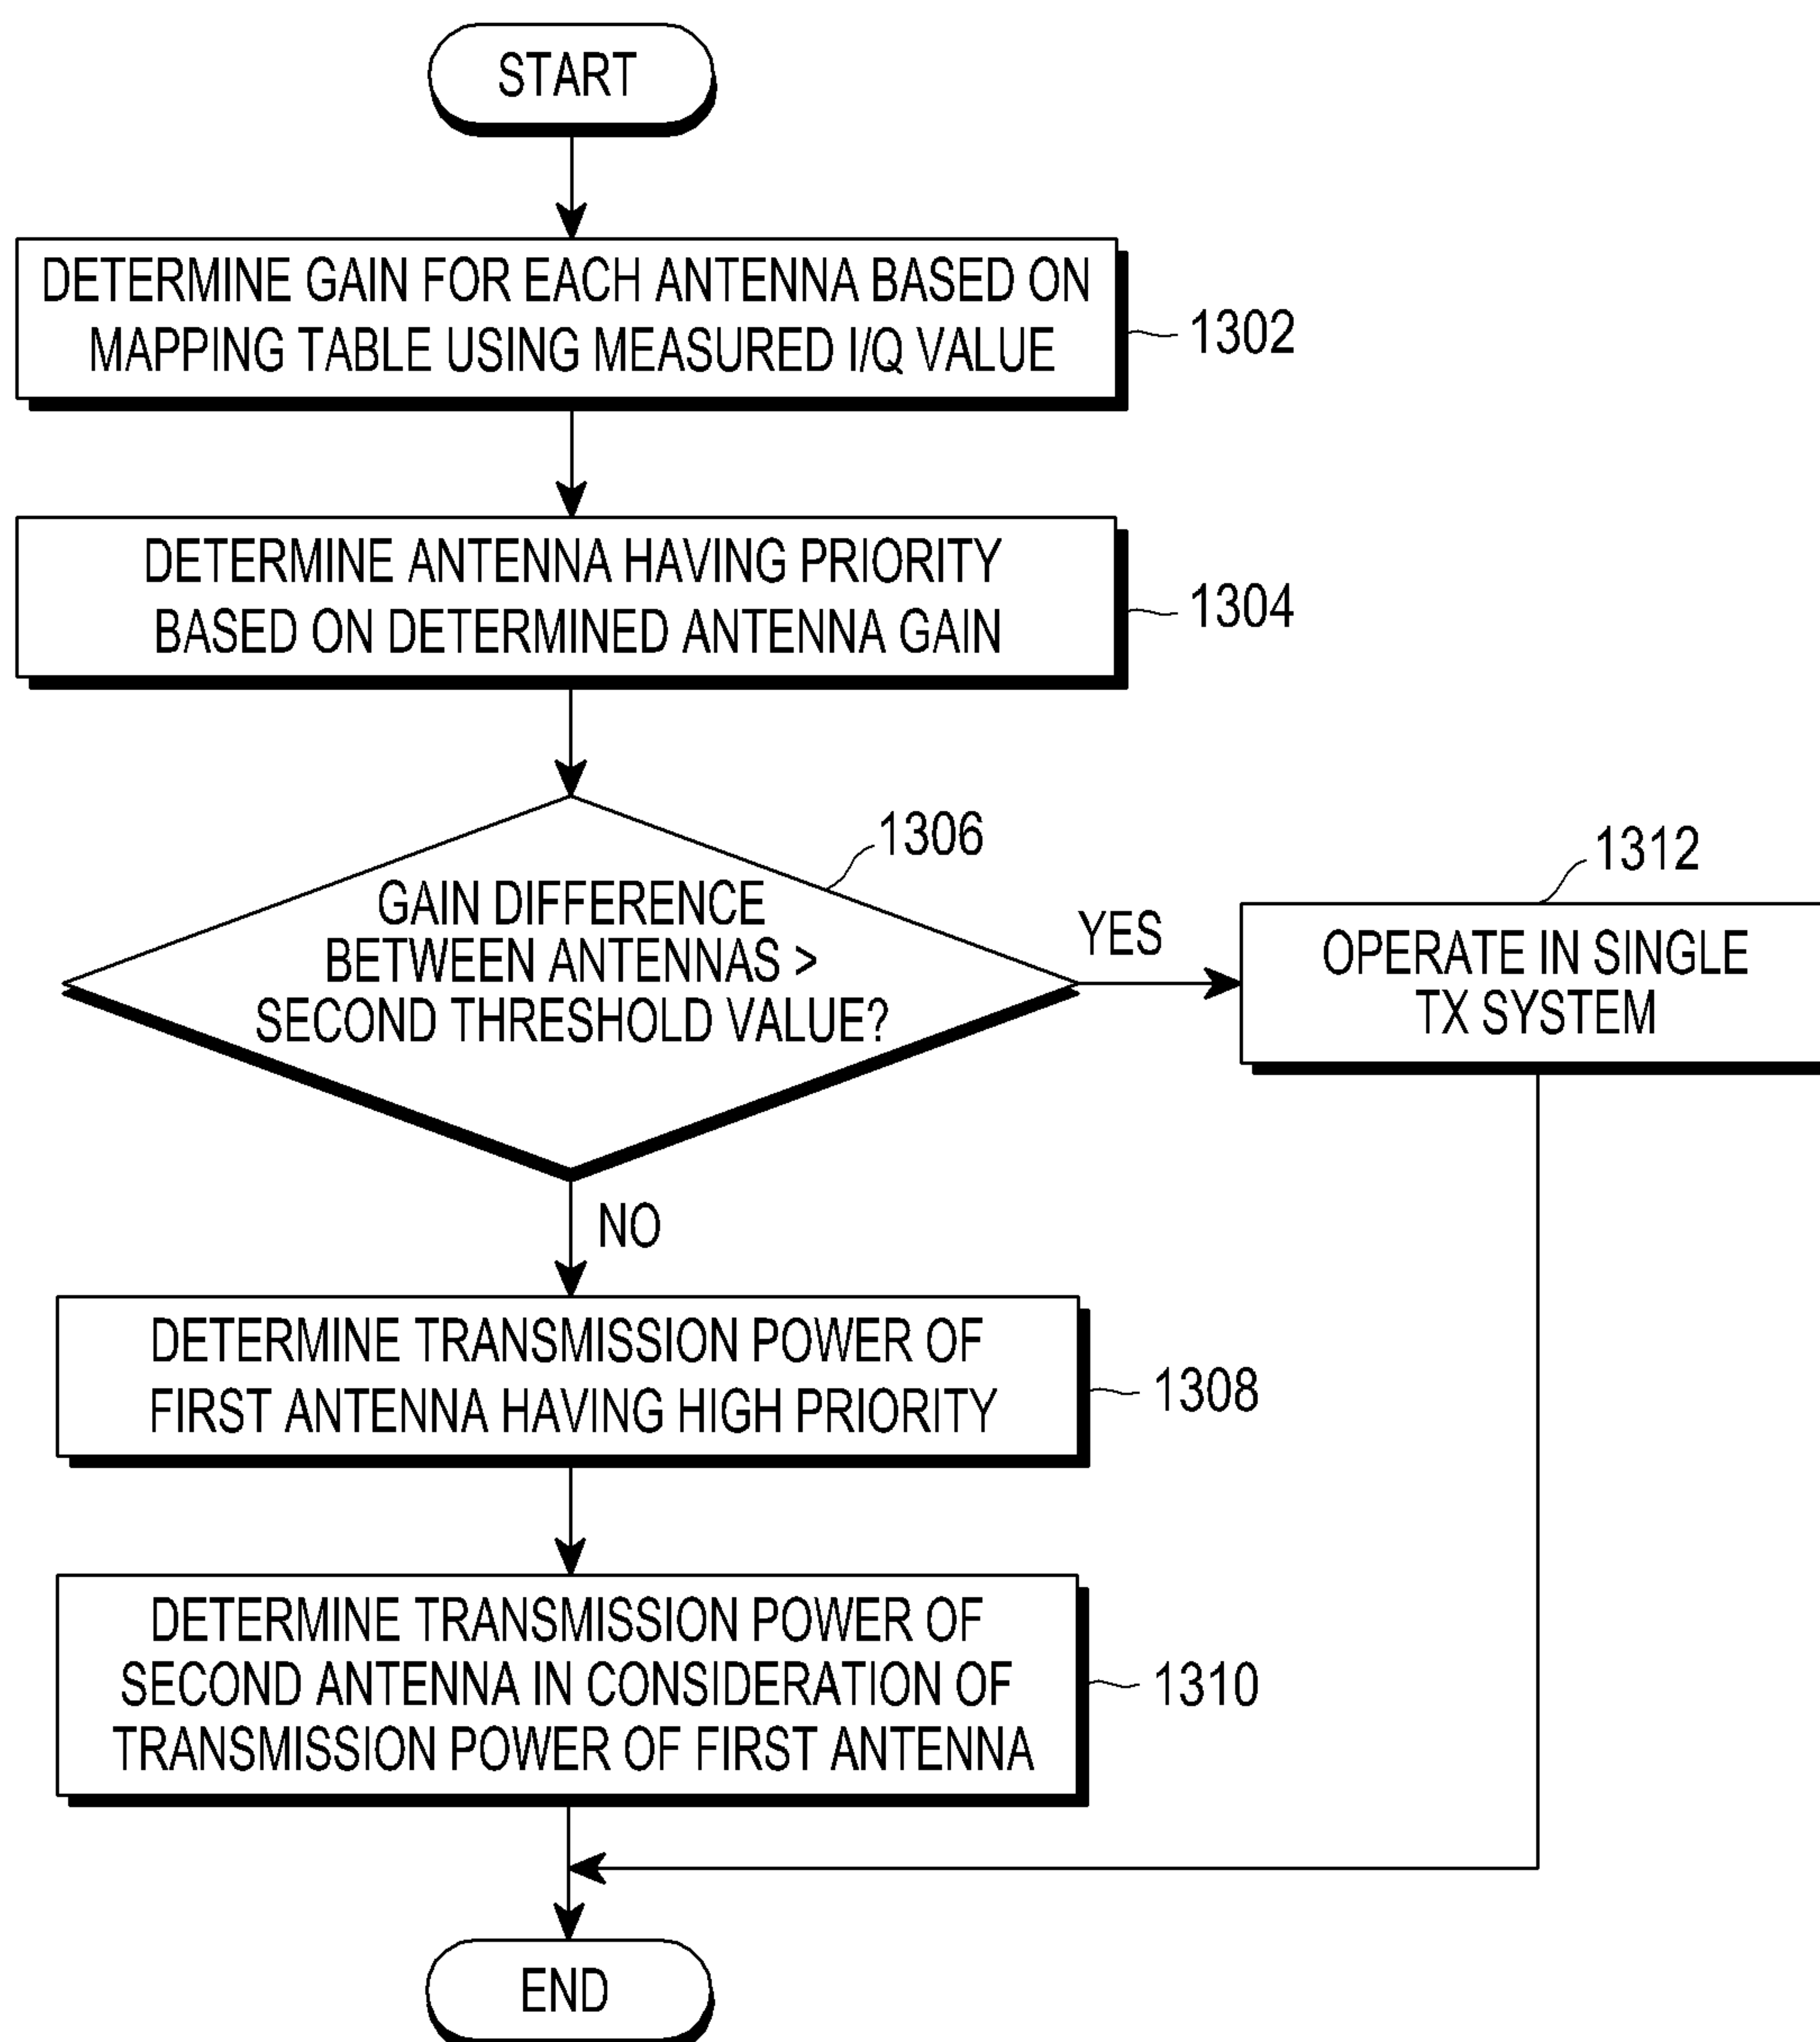 START
DETERMINE GAIN FOR EACH ANTENNA BASED ON
MAPPING TABLE USING MEASURED I/Q VALUE
1302
DETERMINE ANTENNA HAVING PRIORITY
BASED ON DETERMINED ANTENNA GAIN
1304
1306
GAIN DIFFERENCE
BETWEEN ANTENNAS >
SECOND THRESHOLD VALUE?
YES
1312
OPERATE IN SINGLE
TX SYSTEM
NO
DETERMINE TRANSMISSION POWER OF
FIRST ANTENNA HAVING HIGH PRIORITY
1308
DETERMINE TRANSMISSION POWER OF
SECOND ANTENNA IN CONSIDERATION OF
TRANSMISSION POWER OF FIRST ANTENNA
1310
END